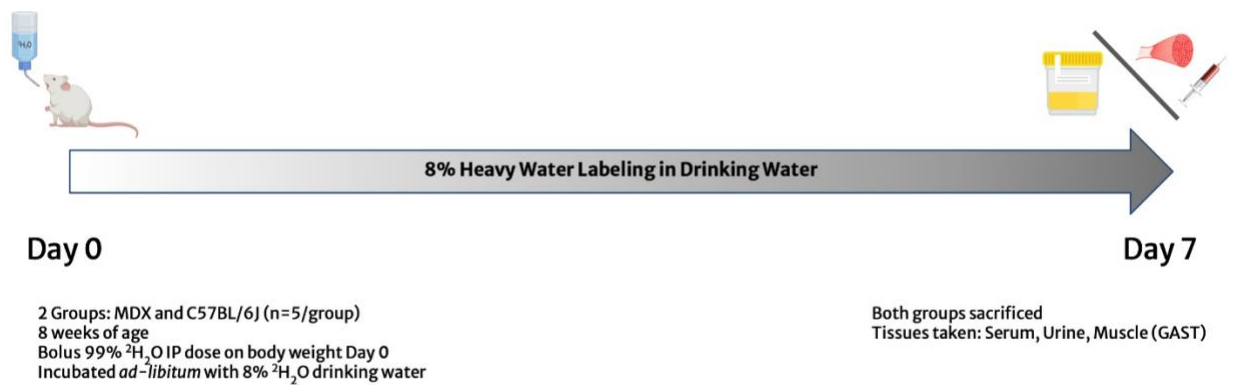 ²H₂O
8% Heavy Water Labeling in Drinking Water
Day 0
Day 7
2 Groups: MDX and C57BL/6J (n=5/group)
8 weeks of age
Bolus 99% ²H₂O IP dose on body weight Day 0
Incubated ad-libitum with 8% ²H₂O drinking water
Both groups sacrificed
Tissues taken: Serum, Urine, Muscle (GAST)